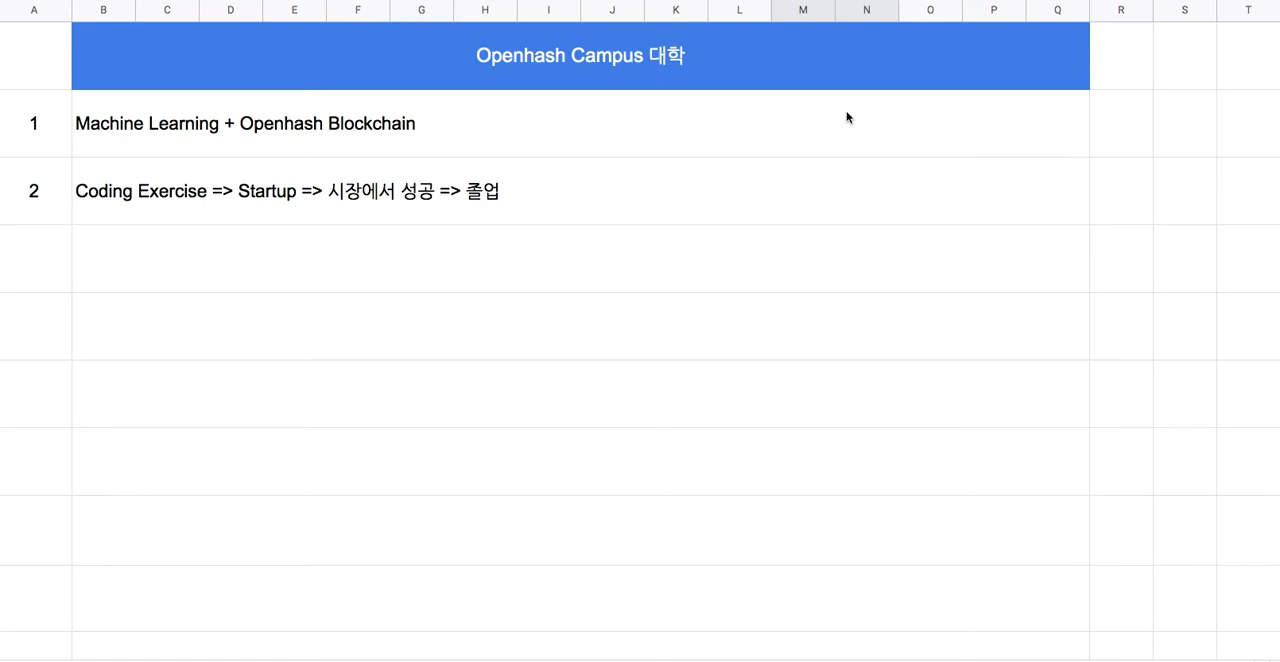 A B C D E F G H I J K L M N O P Q R S T
Openhash Campus 대학
1 Machine Learning + Openhash Blockchain
2 Coding Exercise => Startup => 시장에서 성공 => 졸업